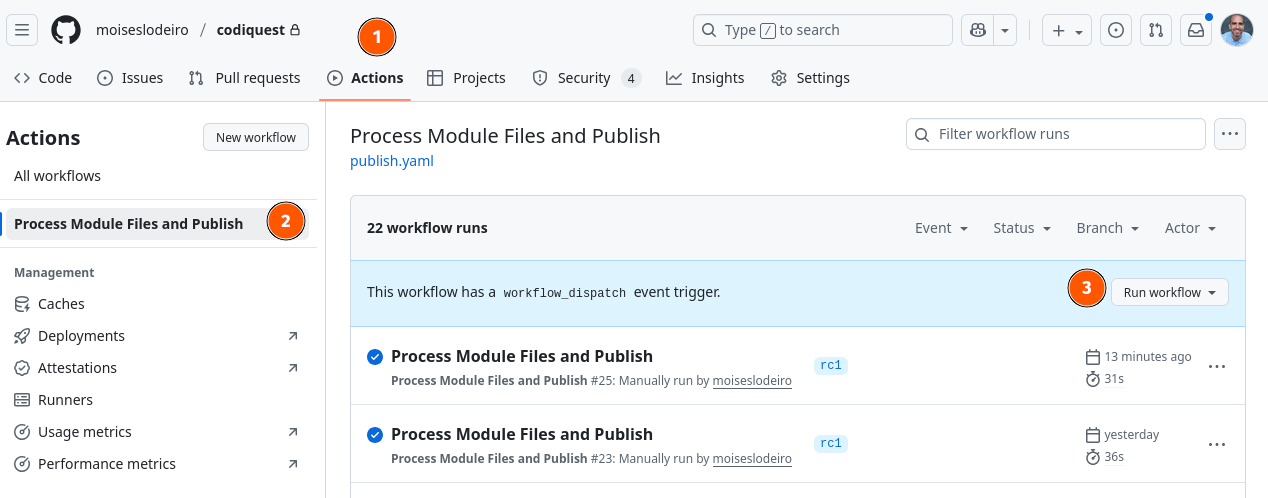 moiseslodeiro / codiquest
1
Type / to search
Code
Issues
Pull requests
Actions
Projects
Security 4
Insights
Settings
Actions
New workflow
All workflows
Process Module Files and Publish
2
Management
Caches
Deployments
Attestations
Runners
Usage metrics
Performance metrics
Process Module Files and Publish
publish.yaml
Filter workflow runs
22 workflow runs
Event
Status
Branch
Actor
This workflow has a workflow_dispatch event trigger.
3
Run workflow
Process Module Files and Publish
Process Module Files and Publish #25: Manually run by moiseslodeiro
rc1
13 minutes ago
31s
Process Module Files and Publish
Process Module Files and Publish #23: Manually run by moiseslodeiro
rc1
yesterday
36s